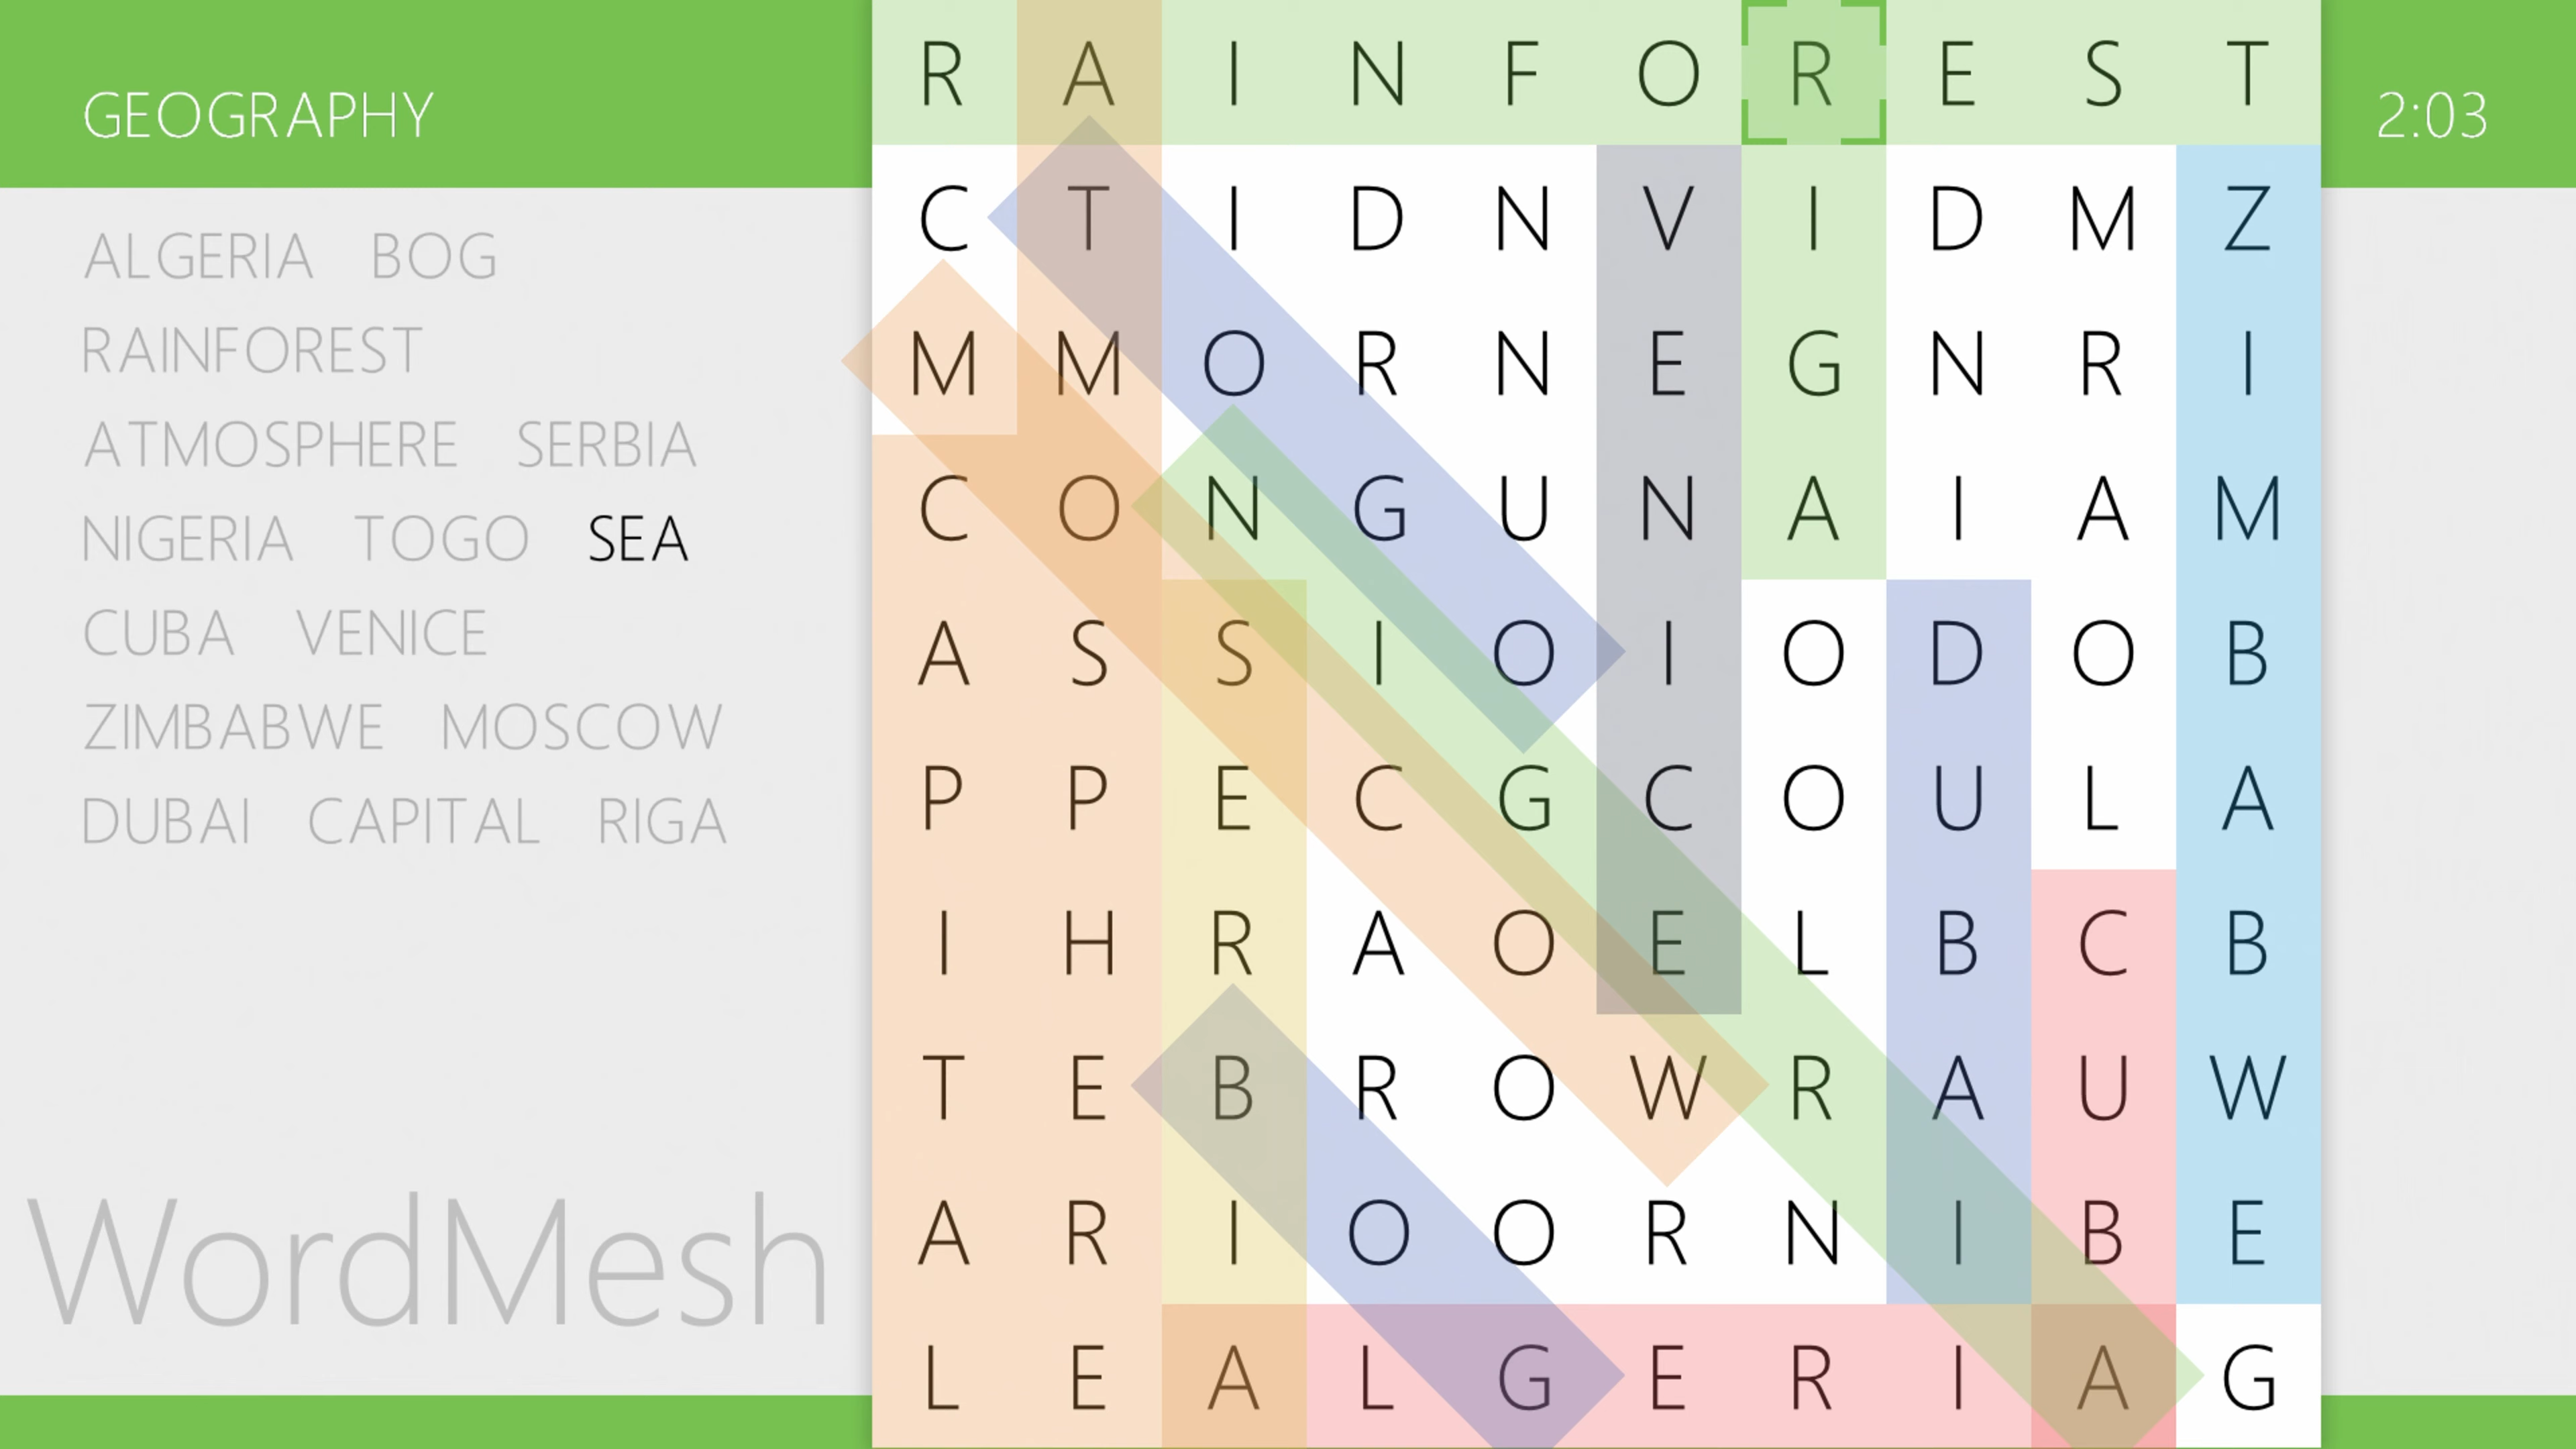 GEOGRAPHY
2:03
ALGERIA BOG
RAINFOREST
ATMOSPHERE SERBIA
NIGERIA TOGO SEA
CUBA VENICE
ZIMBABWE MOSCOW
DUBAI CAPITAL RIGA
WordMesh
R A I N F O R E S T
C T I D N V I D M Z
M M O R N E G N R I
C O N G U N A I A M
A S S I O I O D O B
P P E C G C O U L A
I H R A O E L B C B
T E B R O W R A U W
A R I O O R N I B E
L E A L G E R I A G